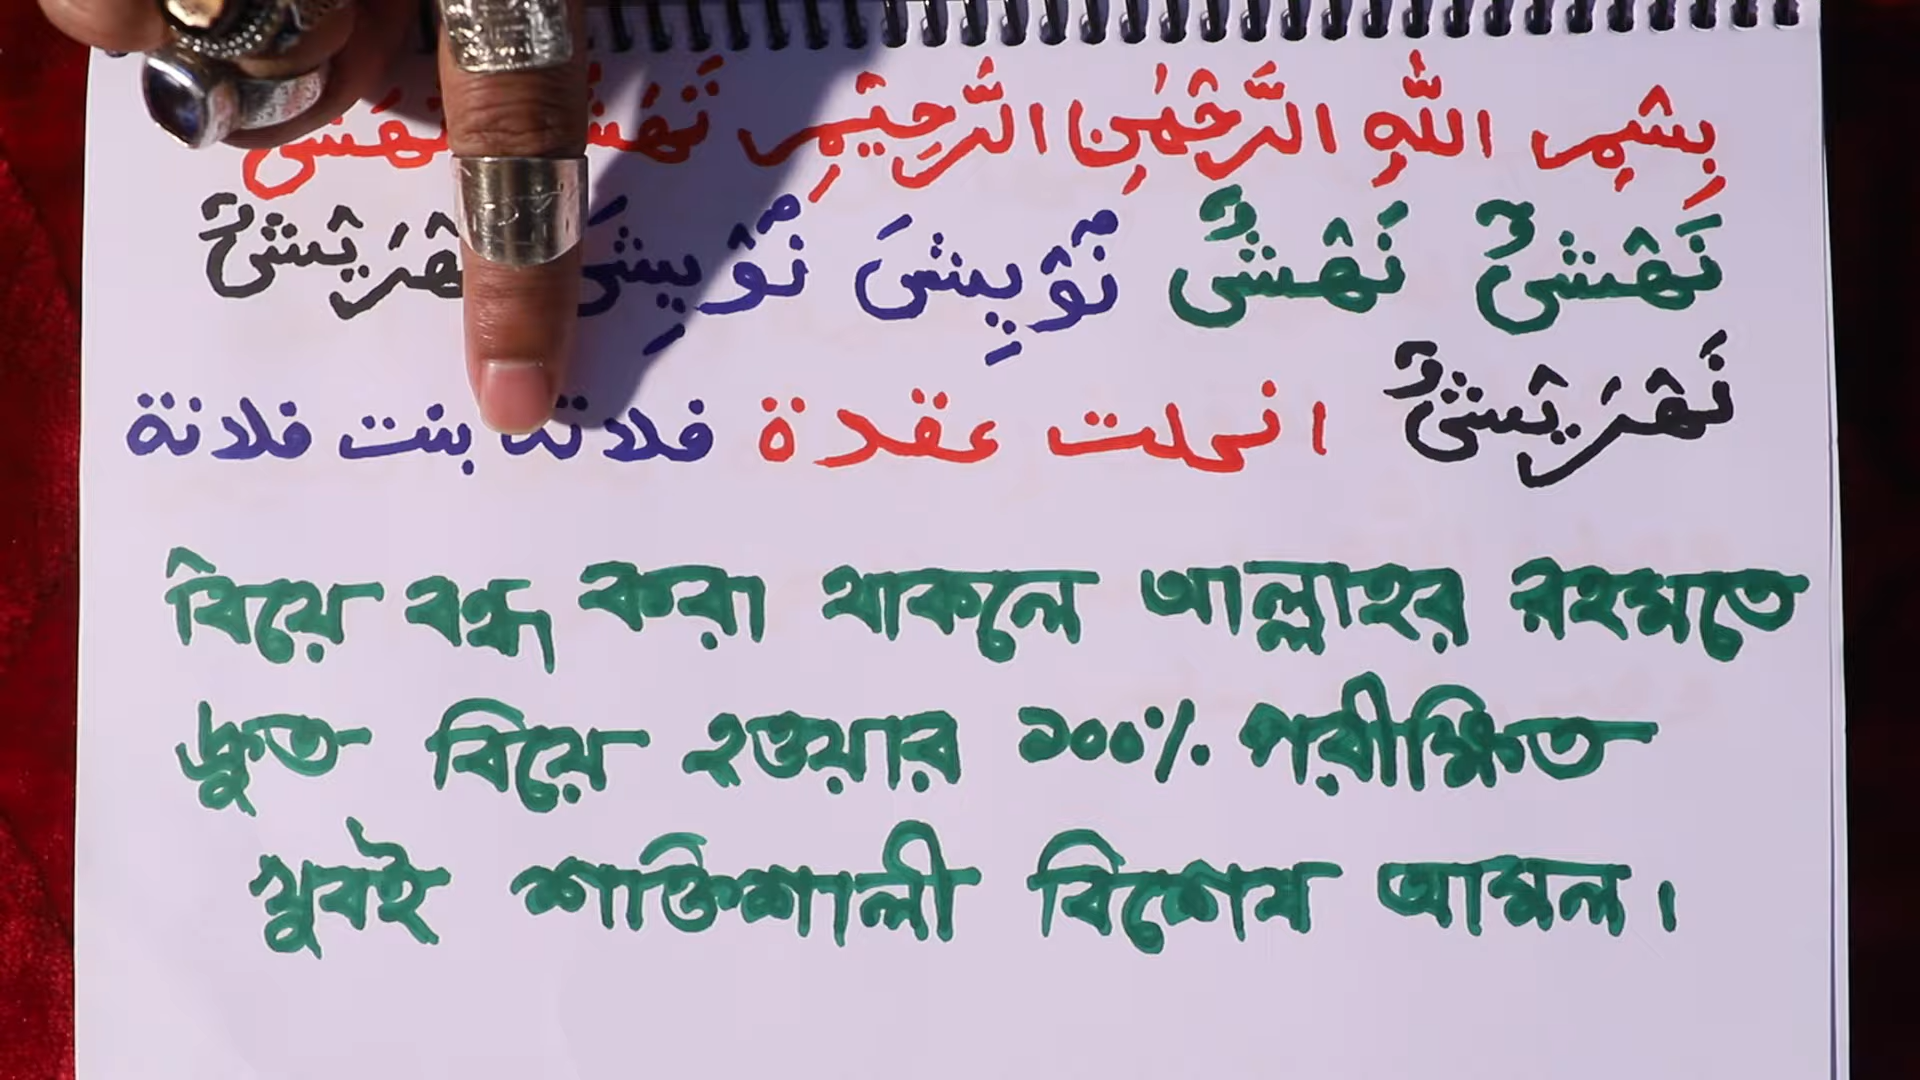 بِسْمِ اللهِ الرَّحْمٰنِ الرَّحِيْمِ
نَهْشٌ نَهْشٌ
نَهْرَيْشٌ انحلت عقدة فلانة بنت فلانة
বিয়ে বন্ধ করা থাকলে আল্লাহর রহমতে
দ্রুত বিয়ে হওয়ার ১০০% পরীক্ষিত
খুবই শক্তিশালী বিশেষ আমল।